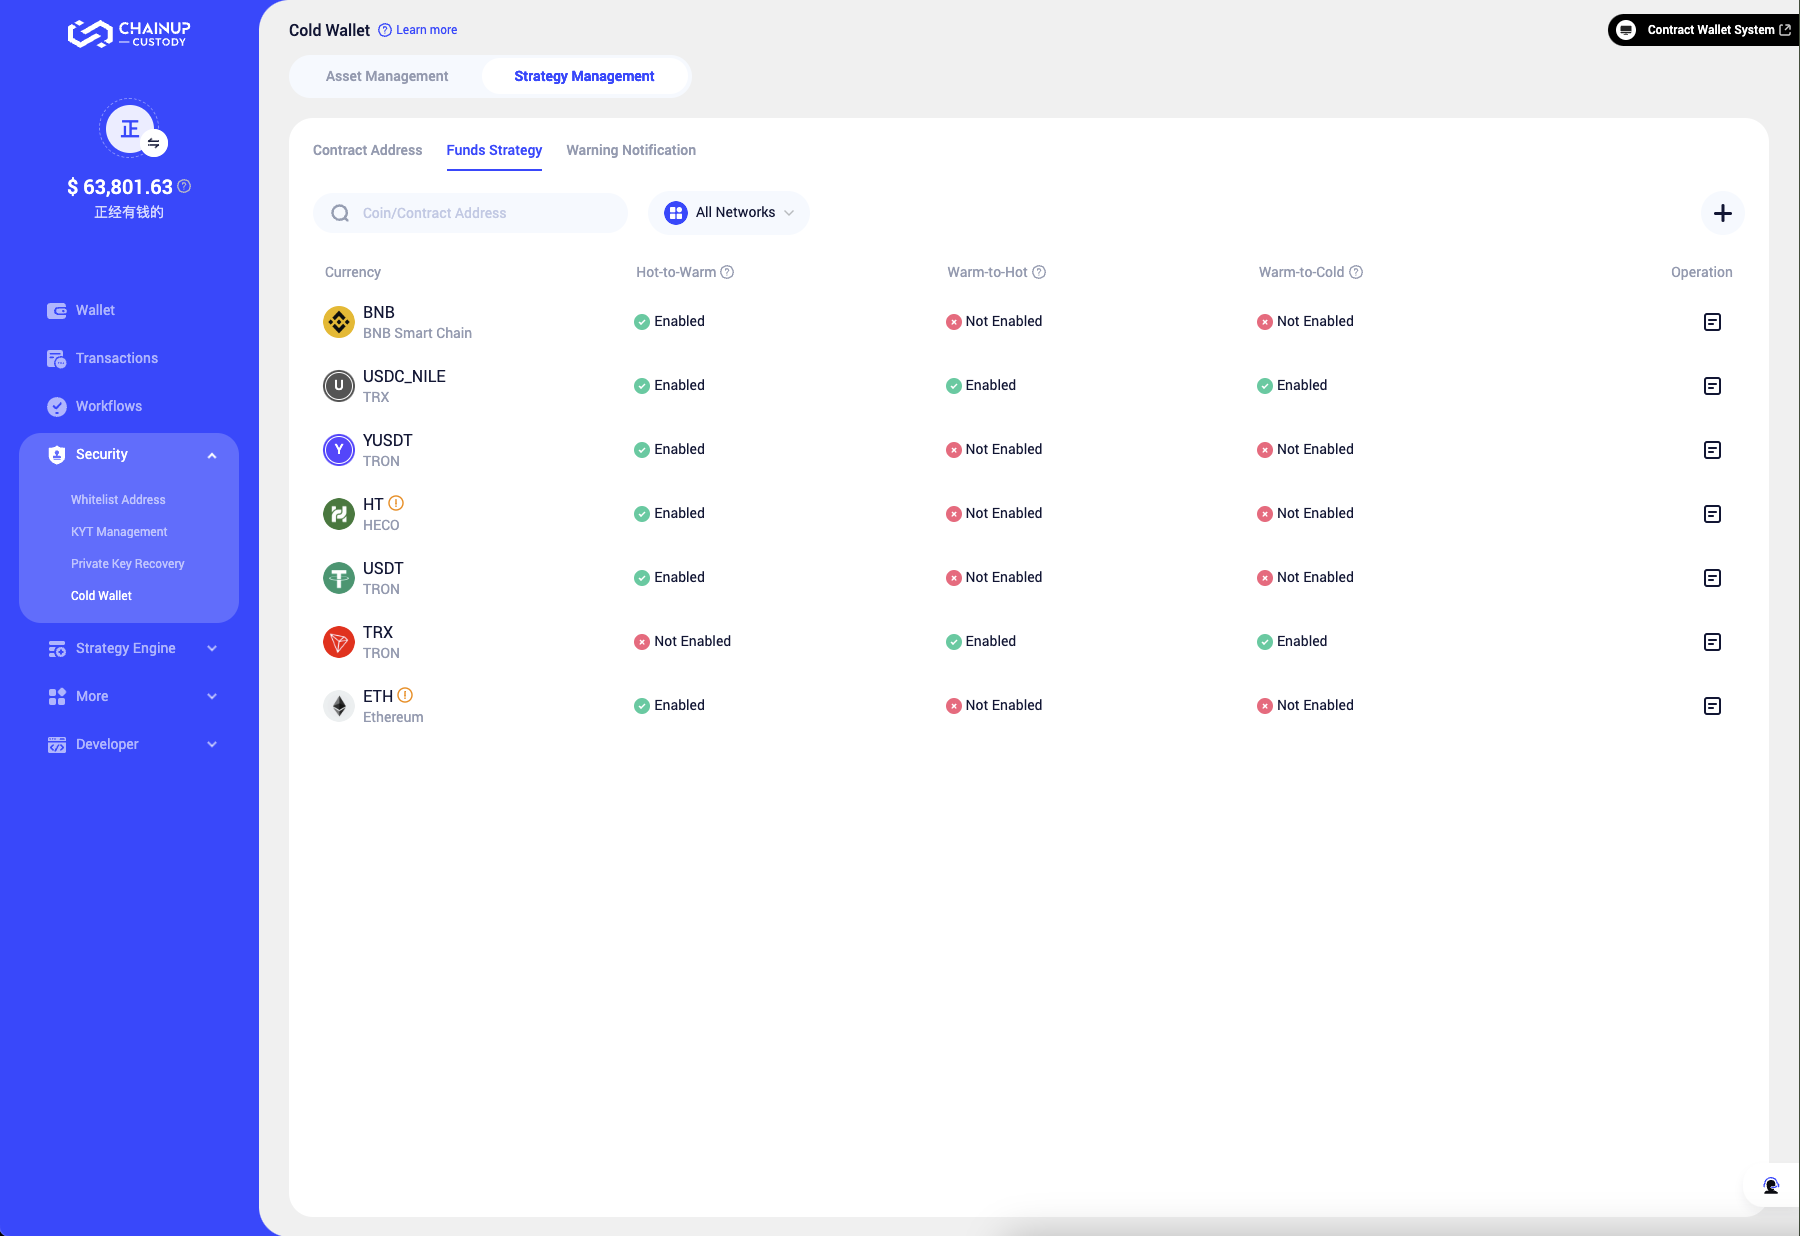 CHAINUP
CUSTODY
正
$ 63,801.63
正经有钱的
Wallet
Transactions
Workflows
Security
Whitelist Address
KYT Management
Private Key Recovery
Cold Wallet
Strategy Engine
More
Developer
Cold Wallet Learn more
Contract Wallet System
Asset Management Strategy Management
Contract Address Funds Strategy Warning Notification
Coin/Contract Address All Networks
Currency Hot-to-Warm Warm-to-Hot Warm-to-Cold Operation
BNB
BNB Smart Chain
Enabled Not Enabled Not Enabled
U USDC_NILE
TRX
Enabled Enabled Enabled
Y YUSDT
TRON
Enabled Not Enabled Not Enabled
HT
HECO
Enabled Not Enabled Not Enabled
USDT
TRON
Enabled Not Enabled Not Enabled
TRX
TRON
Not Enabled Enabled Enabled
ETH
Ethereum
Enabled Not Enabled Not Enabled